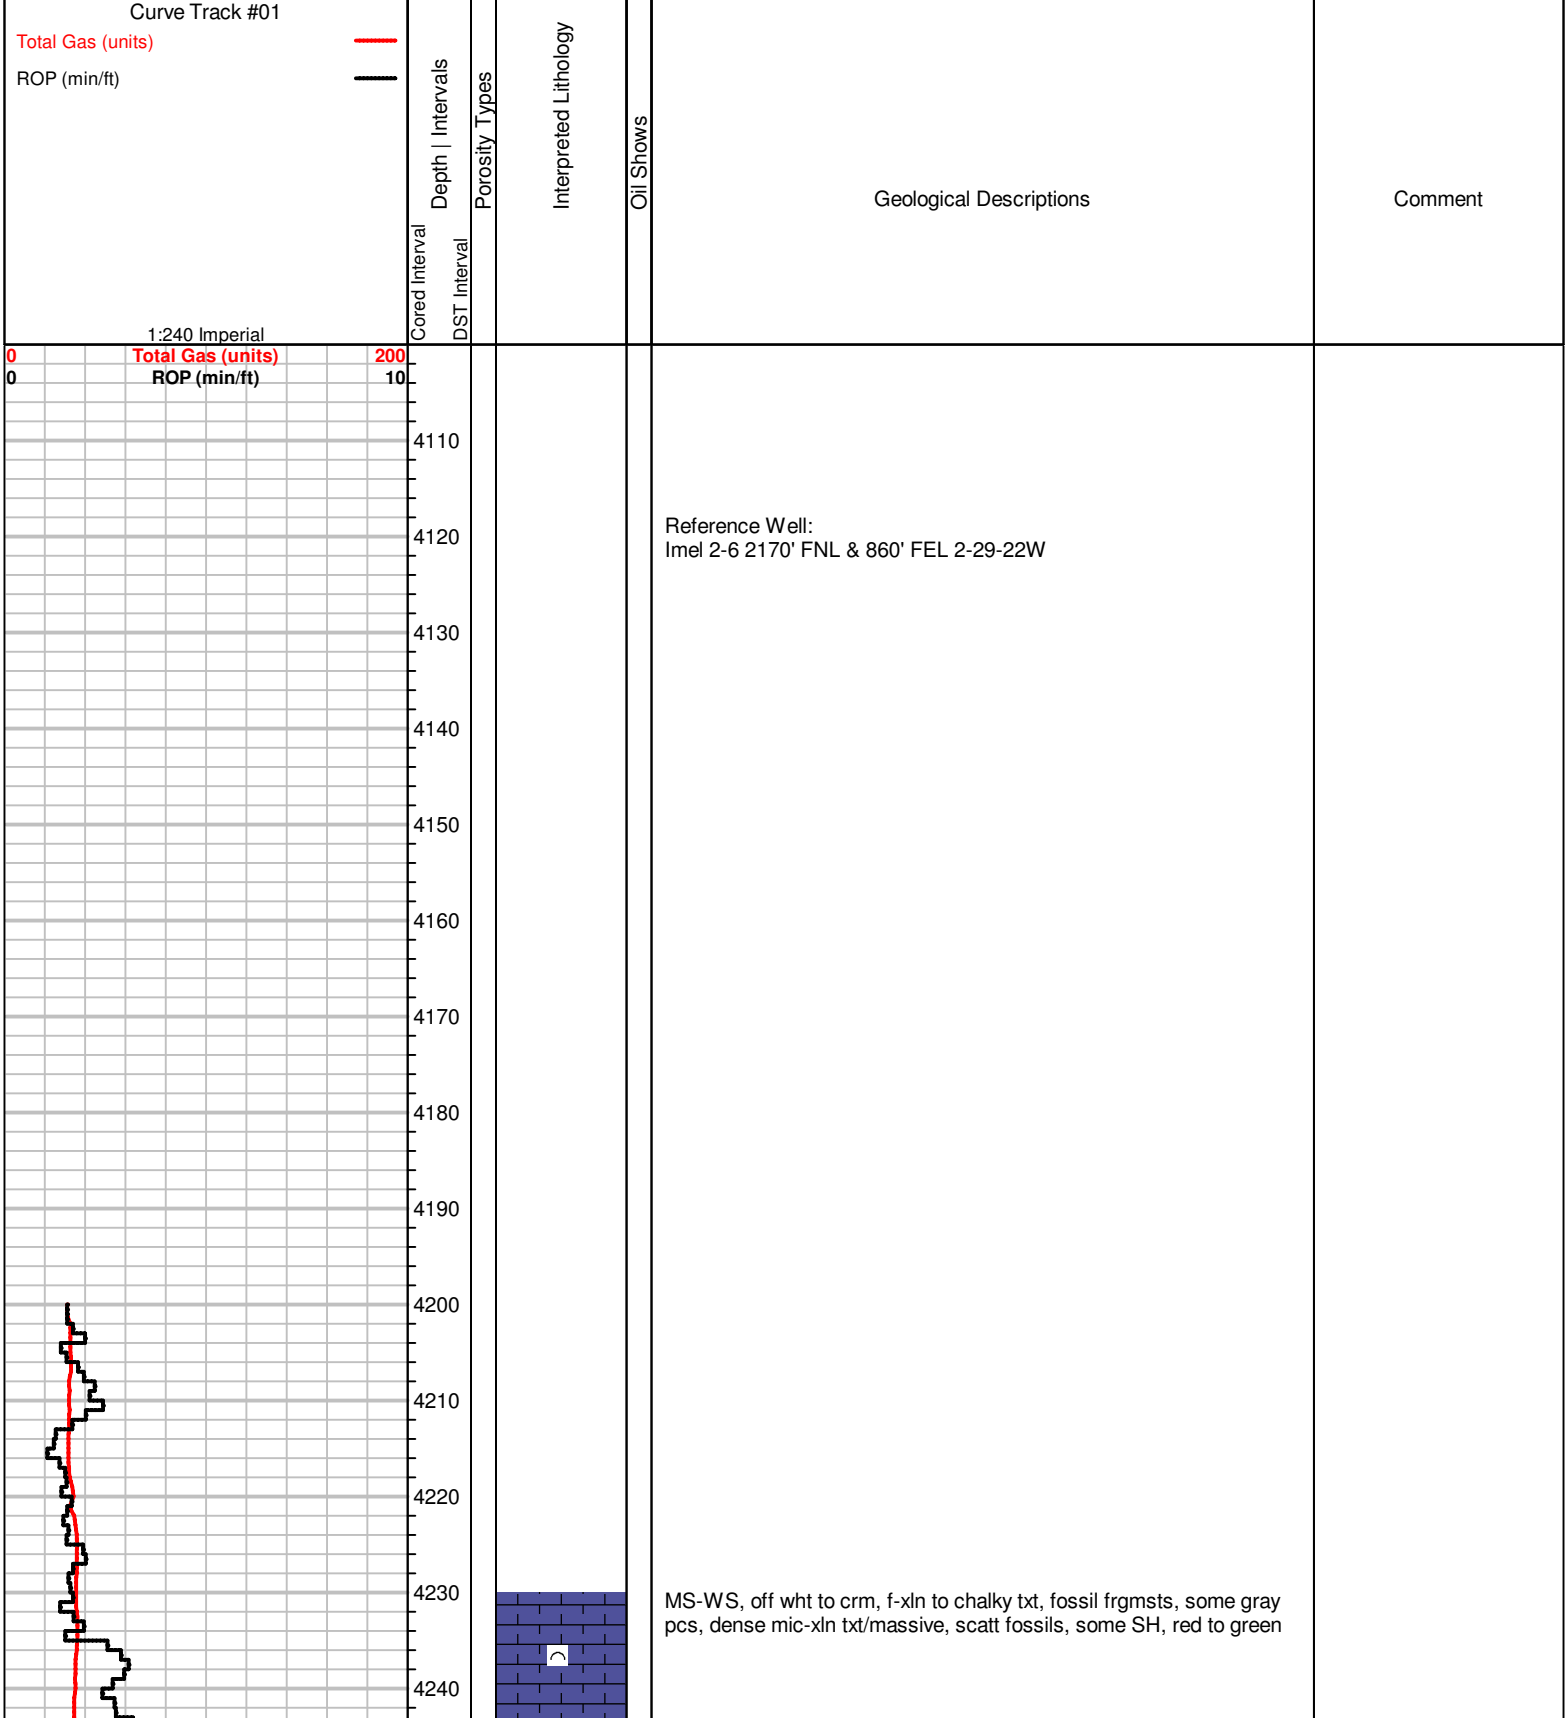 Curve Track #01
Total Gas (units)
ROP (min/ft)
1:240 Imperial
Cored Interval
Depth | Intervals
DST Interval
Porosity Types
Interpreted Lithology
Oil Shows
Geological Descriptions
Comment
0 Total Gas (units) 200
0 ROP (min/ft) 10
4110
4120
Reference Well:
Imel 2-6 2170' FNL & 860' FEL 2-29-22W
4130
4140
4150
4160
4170
4180
4190
4200
4210
4220
4230
MS-WS, off wht to crm, f-xln to chalky txt, fossil frgmsts, some gray
pcs, dense mic-xln txt/massive, scatt fossils, some SH, red to green
4240